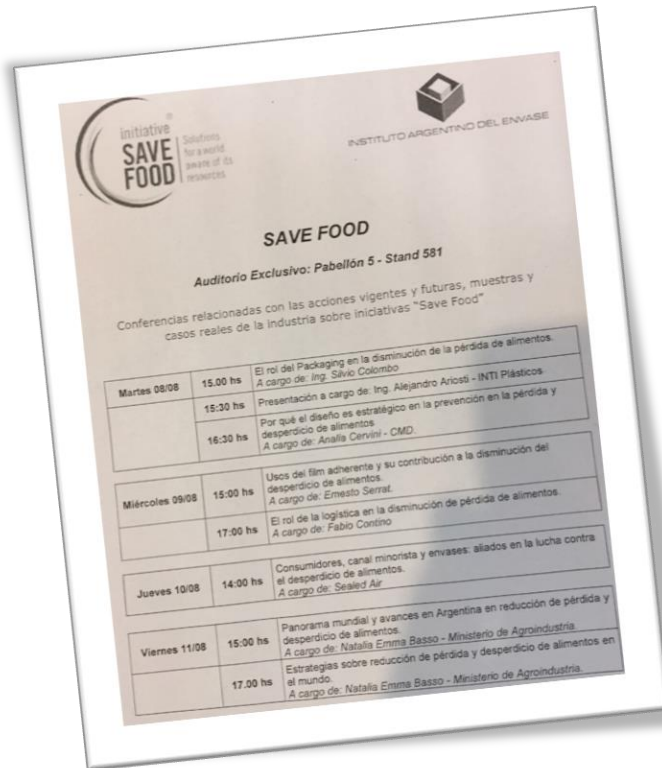 initiative
SAVE
FOOD
®
Solutions
for a world
aware of its
resources
INSTITUTO ARGENTINO DEL ENVASE
SAVE FOOD
Auditorio Exclusivo: Pabellón 5 - Stand 581
Conferencias relacionadas con las acciones vigentes y futuras, muestras y
casos reales de la industria sobre iniciativas "Save Food"
Martes 08/08 15.00 hs El rol del Packaging en la disminución de la pérdida de alimentos.
A cargo de: Ing. Silvio Colombo
15:30 hs Presentación a cargo de: Ing. Alejandro Ariosti - INTI Plásticos.
16:30 hs Por qué el diseño es estratégico en la prevención en la pérdida y
desperdicio de alimentos
A cargo de: Analía Cervini - CMD.
Miércoles 09/08 15:00 hs Usos del film adherente y su contribución a la disminución del
desperdicio de alimentos.
A cargo de: Ernesto Serrat.
17:00 hs El rol de la logística en la disminución de pérdida de alimentos.
A cargo de: Fabio Contino
Jueves 10/08 14:00 hs Consumidores, canal minorista y envases: aliados en la lucha contra
el desperdicio de alimentos.
A cargo de: Sealed Air
Viernes 11/08 15:00 hs Panorama mundial y avances en Argentina en reducción de pérdida y
desperdicio de alimentos.
A cargo de: Natalia Emma Basso - Ministerio de Agroindustria.
17.00 hs Estrategias sobre reducción de pérdida y desperdicio de alimentos en
el mundo.
A cargo de: Natalia Emma Basso - Ministerio de Agroindustria.